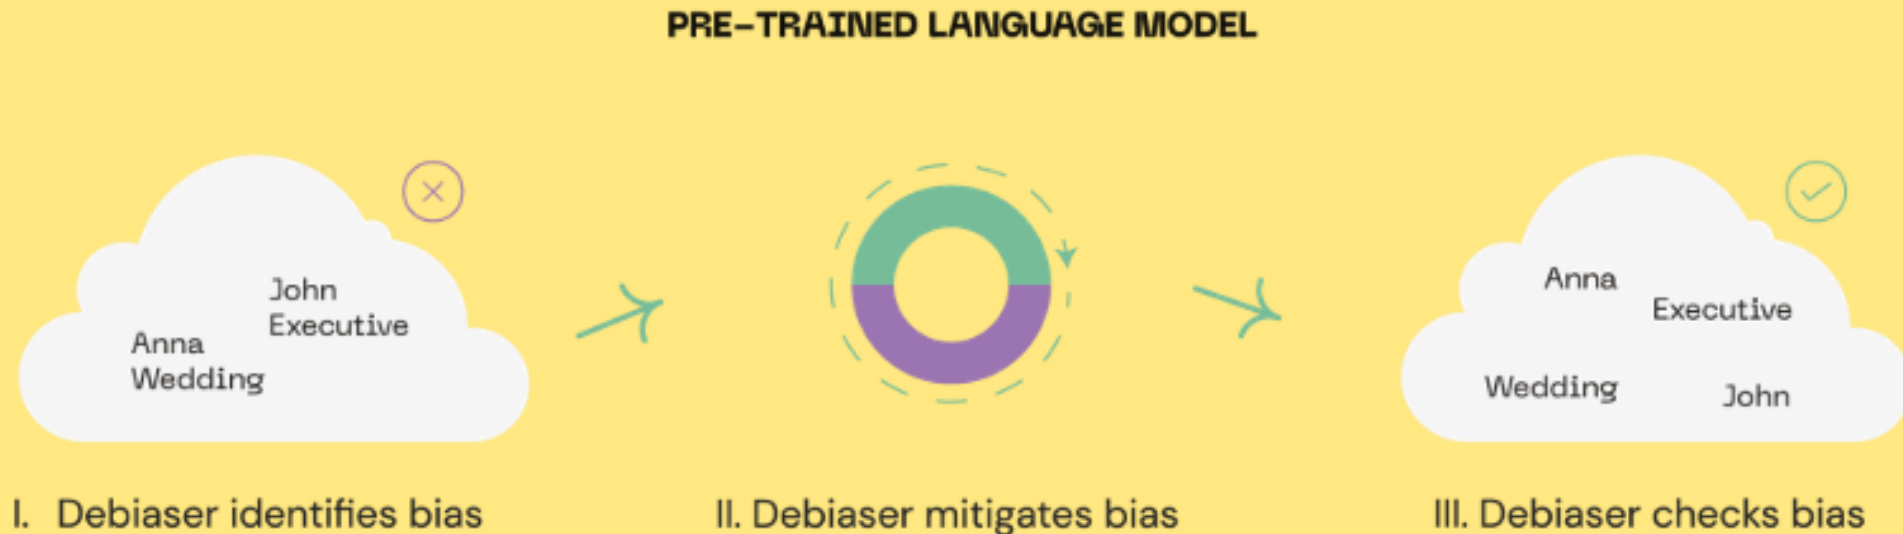 PRE-TRAINED LANGUAGE MODEL
John
Executive
Anna
Wedding
Anna
Executive
Wedding
John
I. Debiaser identifies bias
II. Debiaser mitigates bias
III. Debiaser checks bias